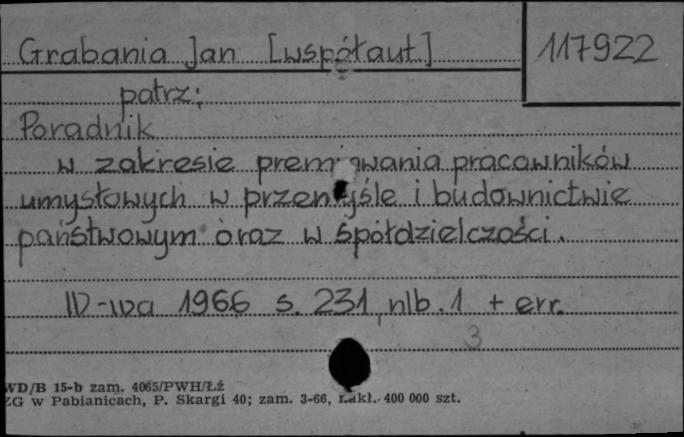 Grabania Jan [współaut.] 117922
patrz:
Poradnik
w zakresie premiowania pracowników
umysłowych w przemyśle i budownictwie
państwowym oraz w spółdzielczości.
W-wa 1966 s. 231, nlb. 1 + err.
3
WD/B 15-b zam. 4065/PWH/Łź
ZG w Pabianicach, P. Skargi 40; zam. 3-66, nakł. 400 000 szt.